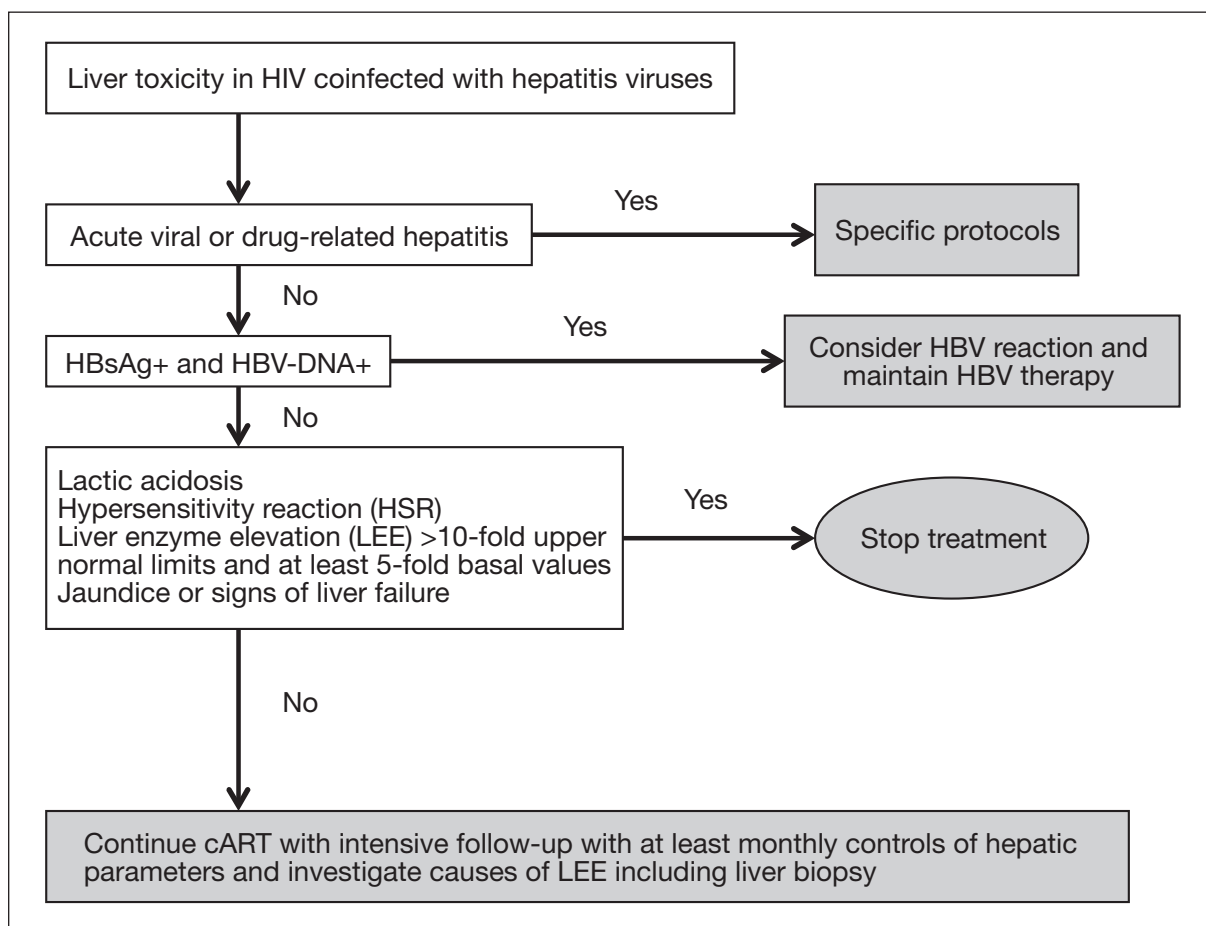 Liver toxicity in HIV coinfected with hepatitis viruses
Yes
Acute viral or drug-related hepatitis
Specific protocols
No
Yes
HBsAg+ and HBV-DNA+
Consider HBV reaction and
maintain HBV therapy
No
Lactic acidosis
Hypersensitivity reaction (HSR)
Liver enzyme elevation (LEE) >10-fold upper
normal limits and at least 5-fold basal values
Jaundice or signs of liver failure
Yes
Stop treatment
No
Continue cART with intensive follow-up with at least monthly controls of hepatic
parameters and investigate causes of LEE including liver biopsy